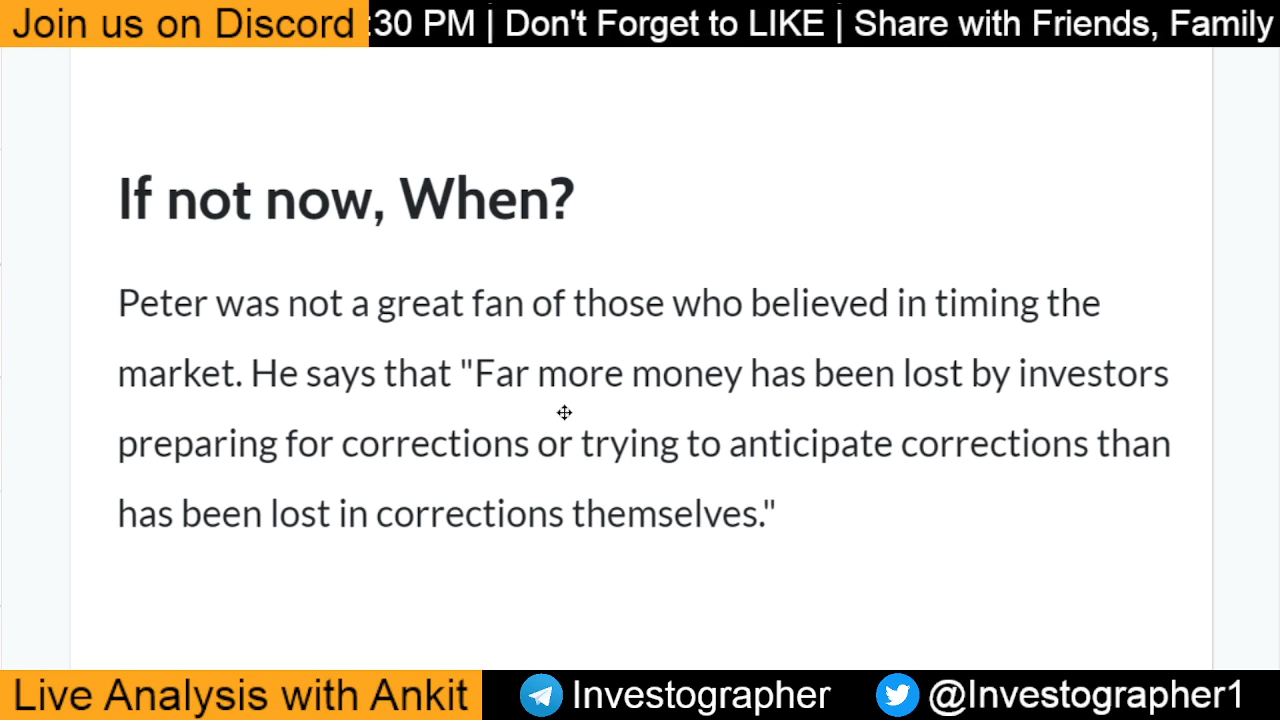 Join us on Discord :30 PM | Don't Forget to LIKE | Share with Friends, Family
If not now, When?
Peter was not a great fan of those who believed in timing the
market. He says that "Far more money has been lost by investors
preparing for corrections or trying to anticipate corrections than
has been lost in corrections themselves."
Live Analysis with Ankit Investographer @Investographer1